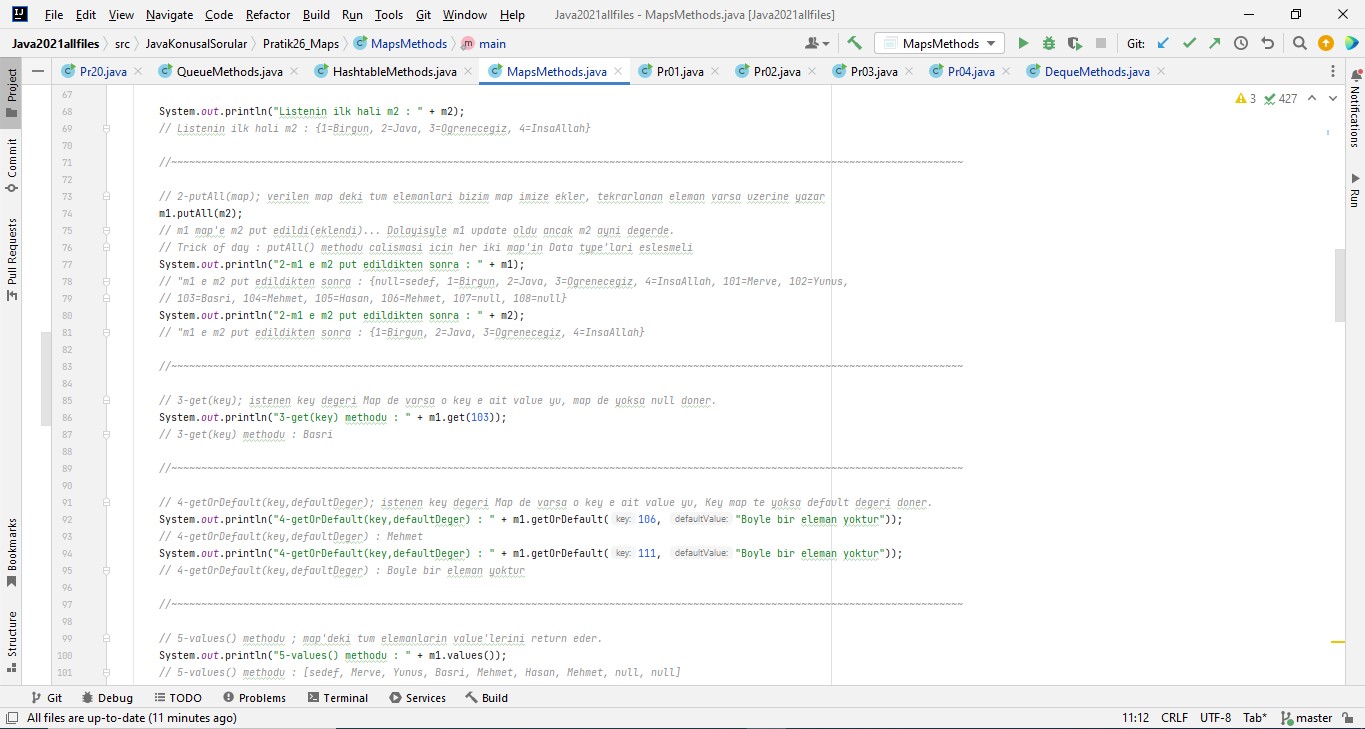 File Edit View Navigate Code Refactor Build Run Tools Git Window Help Java2021allfiles - MapsMethods.java [Java2021allfiles]
Java2021allfiles src JavaKonusalSorular Pratik26_Maps MapsMethods main MapsMethods Git:
Pr20.java QueueMethods.java HashtableMethods.java MapsMethods.java Pr01.java Pr02.java Pr03.java Pr04.java DequeMethods.java
Project
Commit
Pull Requests
Bookmarks
Structure
Notifications
Run
3 427
67
68 System.out.println("Listenin ilk hali m2 : " + m2);
69 // Listenin ilk hali m2 : {1=Birgun, 2=Java, 3=Ogrenecegiz, 4=InsaAllah}
70
71 //~~~~~~~~~~~~~~~~~~~~~~~~~~~~~~~~~~~~~~~~~~~~~~~~~~~~~~~~~~~~~~~~~~~~~~~~~~~~~~~~~~~~~~~~~~~~~~~~~~~~~~~~~~~~~~~~~~~~~~~~~~~~~~~~~~~~
72
73 // 2-putAll(map); verilen map deki tum elemanlari bizim map imize ekler, tekrarlanan eleman varsa uzerine yazar
74 m1.putAll(m2);
75 // m1 map'e m2 put edildi(eklendi)... Dolayisyle m1 update oldu ancak m2 ayni degerde.
76 // Trick of day : putAll() methodu calismasi icin her iki map'in Data type'lari eslesmeli
77 System.out.println("2-m1 e m2 put edildikten sonra : " + m1);
78 // "m1 e m2 put edildikten sonra : {null=sedef, 1=Birgun, 2=Java, 3=Ogrenecegiz, 4=InsaAllah, 101=Merve, 102=Yunus,
79 // 103=Basri, 104=Mehmet, 105=Hasan, 106=Mehmet, 107=null, 108=null}
80 System.out.println("2-m1 e m2 put edildikten sonra : " + m2);
81 // "m1 e m2 put edildikten sonra : {1=Birgun, 2=Java, 3=Ogrenecegiz, 4=InsaAllah}
82
83 //~~~~~~~~~~~~~~~~~~~~~~~~~~~~~~~~~~~~~~~~~~~~~~~~~~~~~~~~~~~~~~~~~~~~~~~~~~~~~~~~~~~~~~~~~~~~~~~~~~~~~~~~~~~~~~~~~~~~~~~~~~~~~~~~~~~~
84
85 // 3-get(key); istenen key degeri Map de varsa o key e ait value yu, map de yoksa null doner.
86 System.out.println("3-get(key) methodu : " + m1.get(103));
87 // 3-get(key) methodu : Basri
88
89 //~~~~~~~~~~~~~~~~~~~~~~~~~~~~~~~~~~~~~~~~~~~~~~~~~~~~~~~~~~~~~~~~~~~~~~~~~~~~~~~~~~~~~~~~~~~~~~~~~~~~~~~~~~~~~~~~~~~~~~~~~~~~~~~~~~~~
90
91 // 4-getOrDefault(key,defaultDeger); istenen key degeri Map de varsa o key e ait value yu, Key map te yoksa default degeri doner.
92 System.out.println("4-getOrDefault(key,defaultDeger) : " + m1.getOrDefault( key: 106, defaultValue: "Boyle bir eleman yoktur"));
93 // 4-getOrDefault(key,defaultDeger) : Mehmet
94 System.out.println("4-getOrDefault(key,defaultDeger) : " + m1.getOrDefault( key: 111, defaultValue: "Boyle bir eleman yoktur"));
95 // 4-getOrDefault(key,defaultDeger) : Boyle bir eleman yoktur
96
97 //~~~~~~~~~~~~~~~~~~~~~~~~~~~~~~~~~~~~~~~~~~~~~~~~~~~~~~~~~~~~~~~~~~~~~~~~~~~~~~~~~~~~~~~~~~~~~~~~~~~~~~~~~~~~~~~~~~~~~~~~~~~~~~~~~~~~
98
99 // 5-values() methodu ; map'deki tum elemanlarin value'lerini return eder.
100 System.out.println("5-values() methodu : " + m1.values());
101 // 5-values() methodu : [sedef, Merve, Yunus, Basri, Mehmet, Hasan, Mehmet, null, null]
Git Debug TODO Problems Terminal Services Build
All files are up-to-date (11 minutes ago) 11:12 CRLF UTF-8 Tab* master